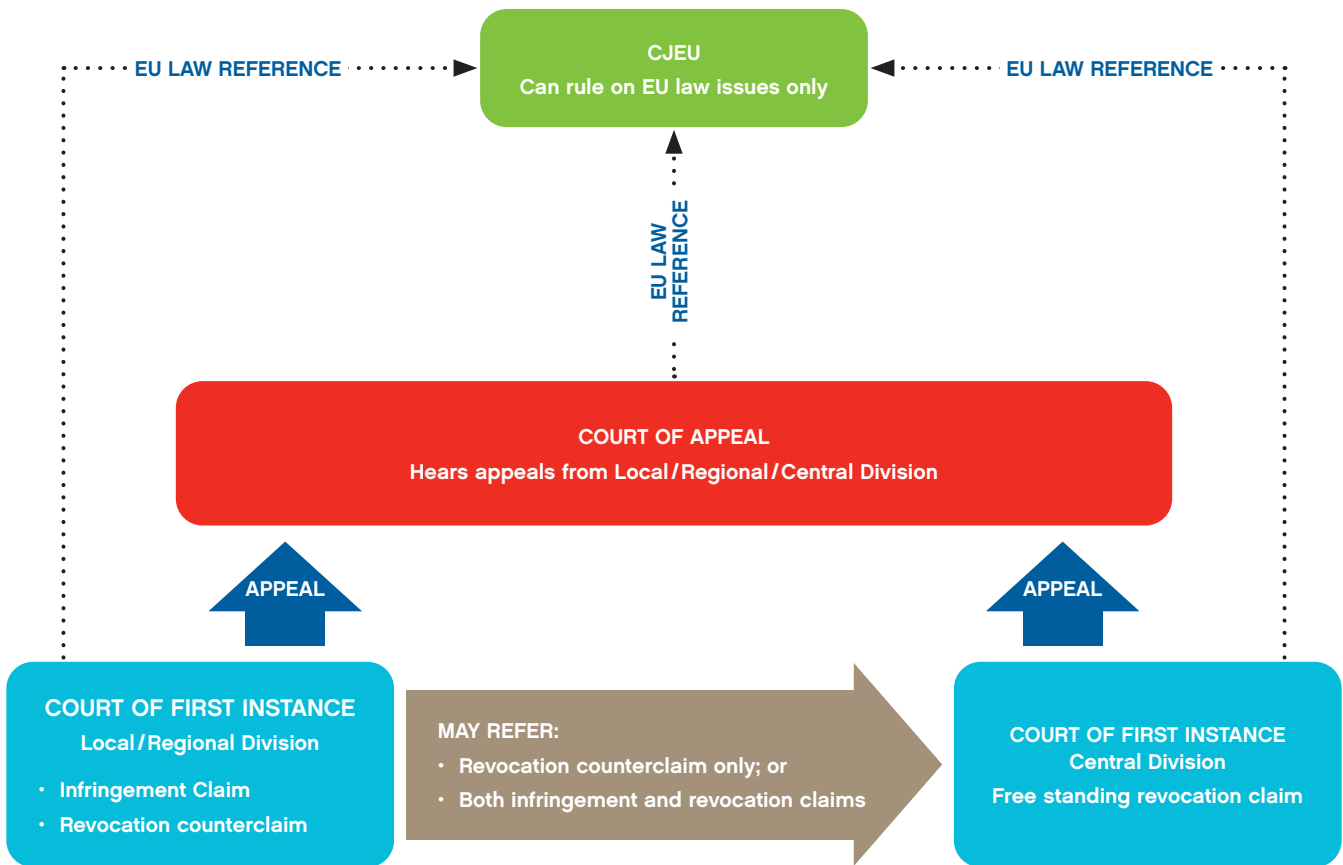 CJEU
Can rule on EU law issues only
EU LAW REFERENCE
EU LAW REFERENCE
EU LAW
REFERENCE
COURT OF APPEAL
Hears appeals from Local/Regional/Central Division
APPEAL
APPEAL
COURT OF FIRST INSTANCE
Local/Regional Division
· Infringement Claim
· Revocation counterclaim
MAY REFER:
· Revocation counterclaim only; or
· Both infringement and revocation claims
COURT OF FIRST INSTANCE
Central Division
Free standing revocation claim